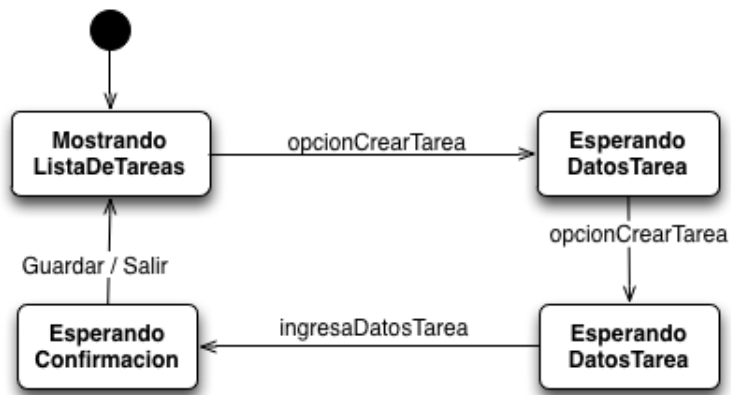 Mostrando
ListaDeTareas
opcionCrearTarea
Esperando
DatosTarea
opcionCrearTarea
Guardar / Salir
Esperando
Confirmacion
ingresaDatosTarea
Esperando
DatosTarea